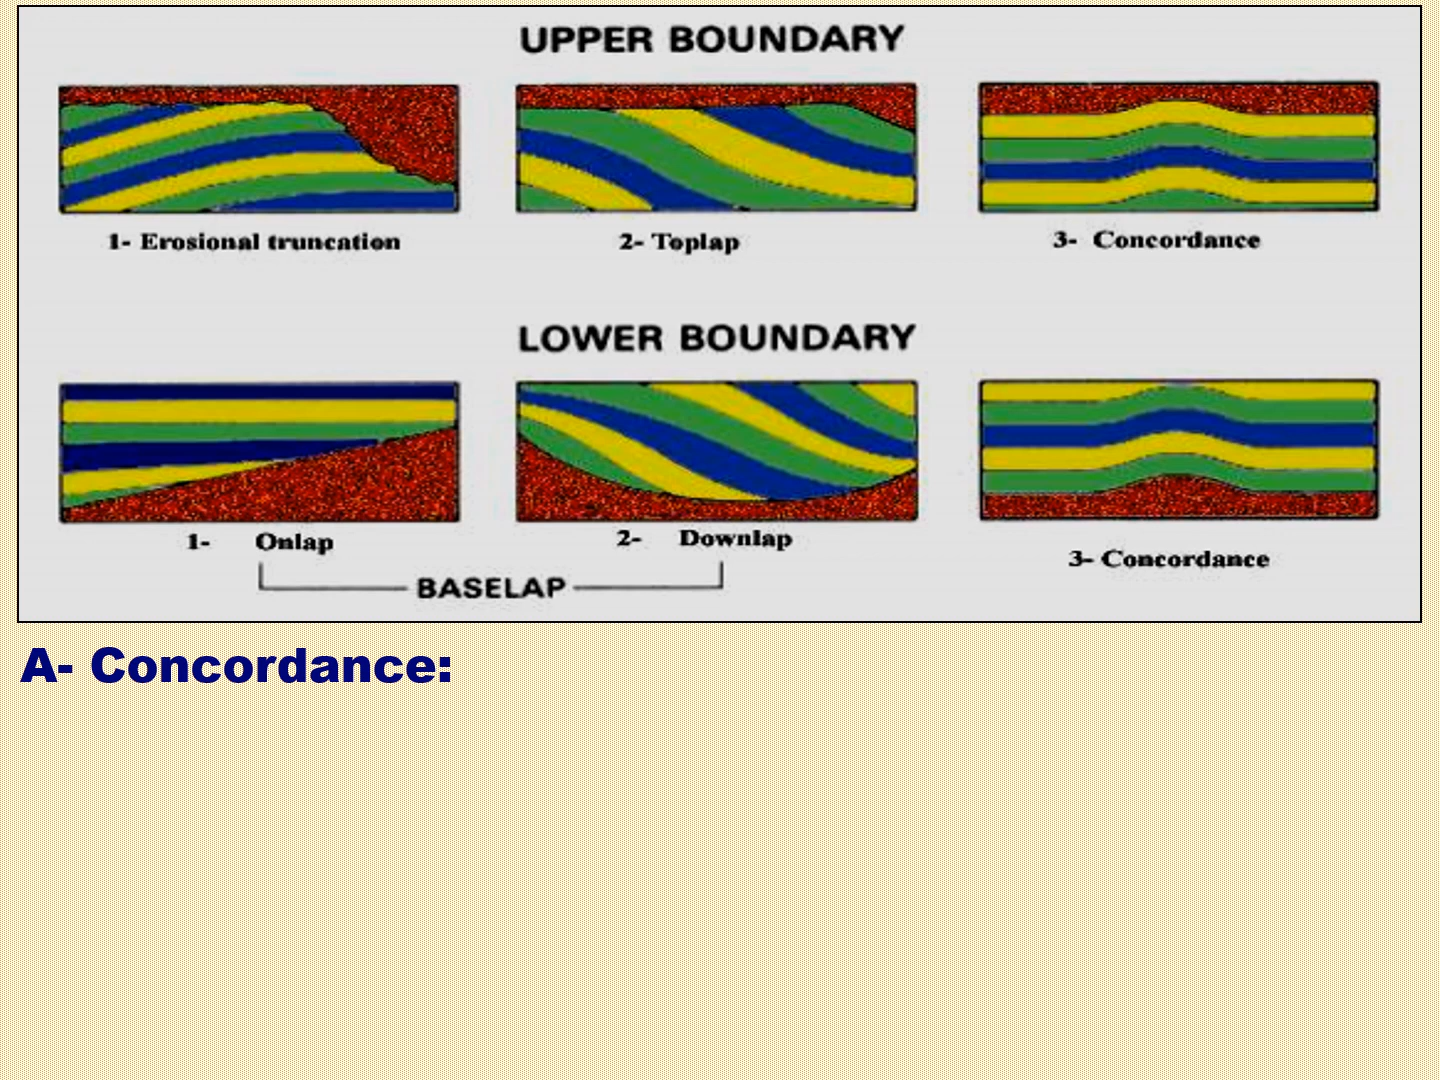 UPPER BOUNDARY
1- Erosional truncation
2- Toplap
3- Concordance
LOWER BOUNDARY
1- Onlap
2- Downlap
3- Concordance
BASELAP
A- Concordance: